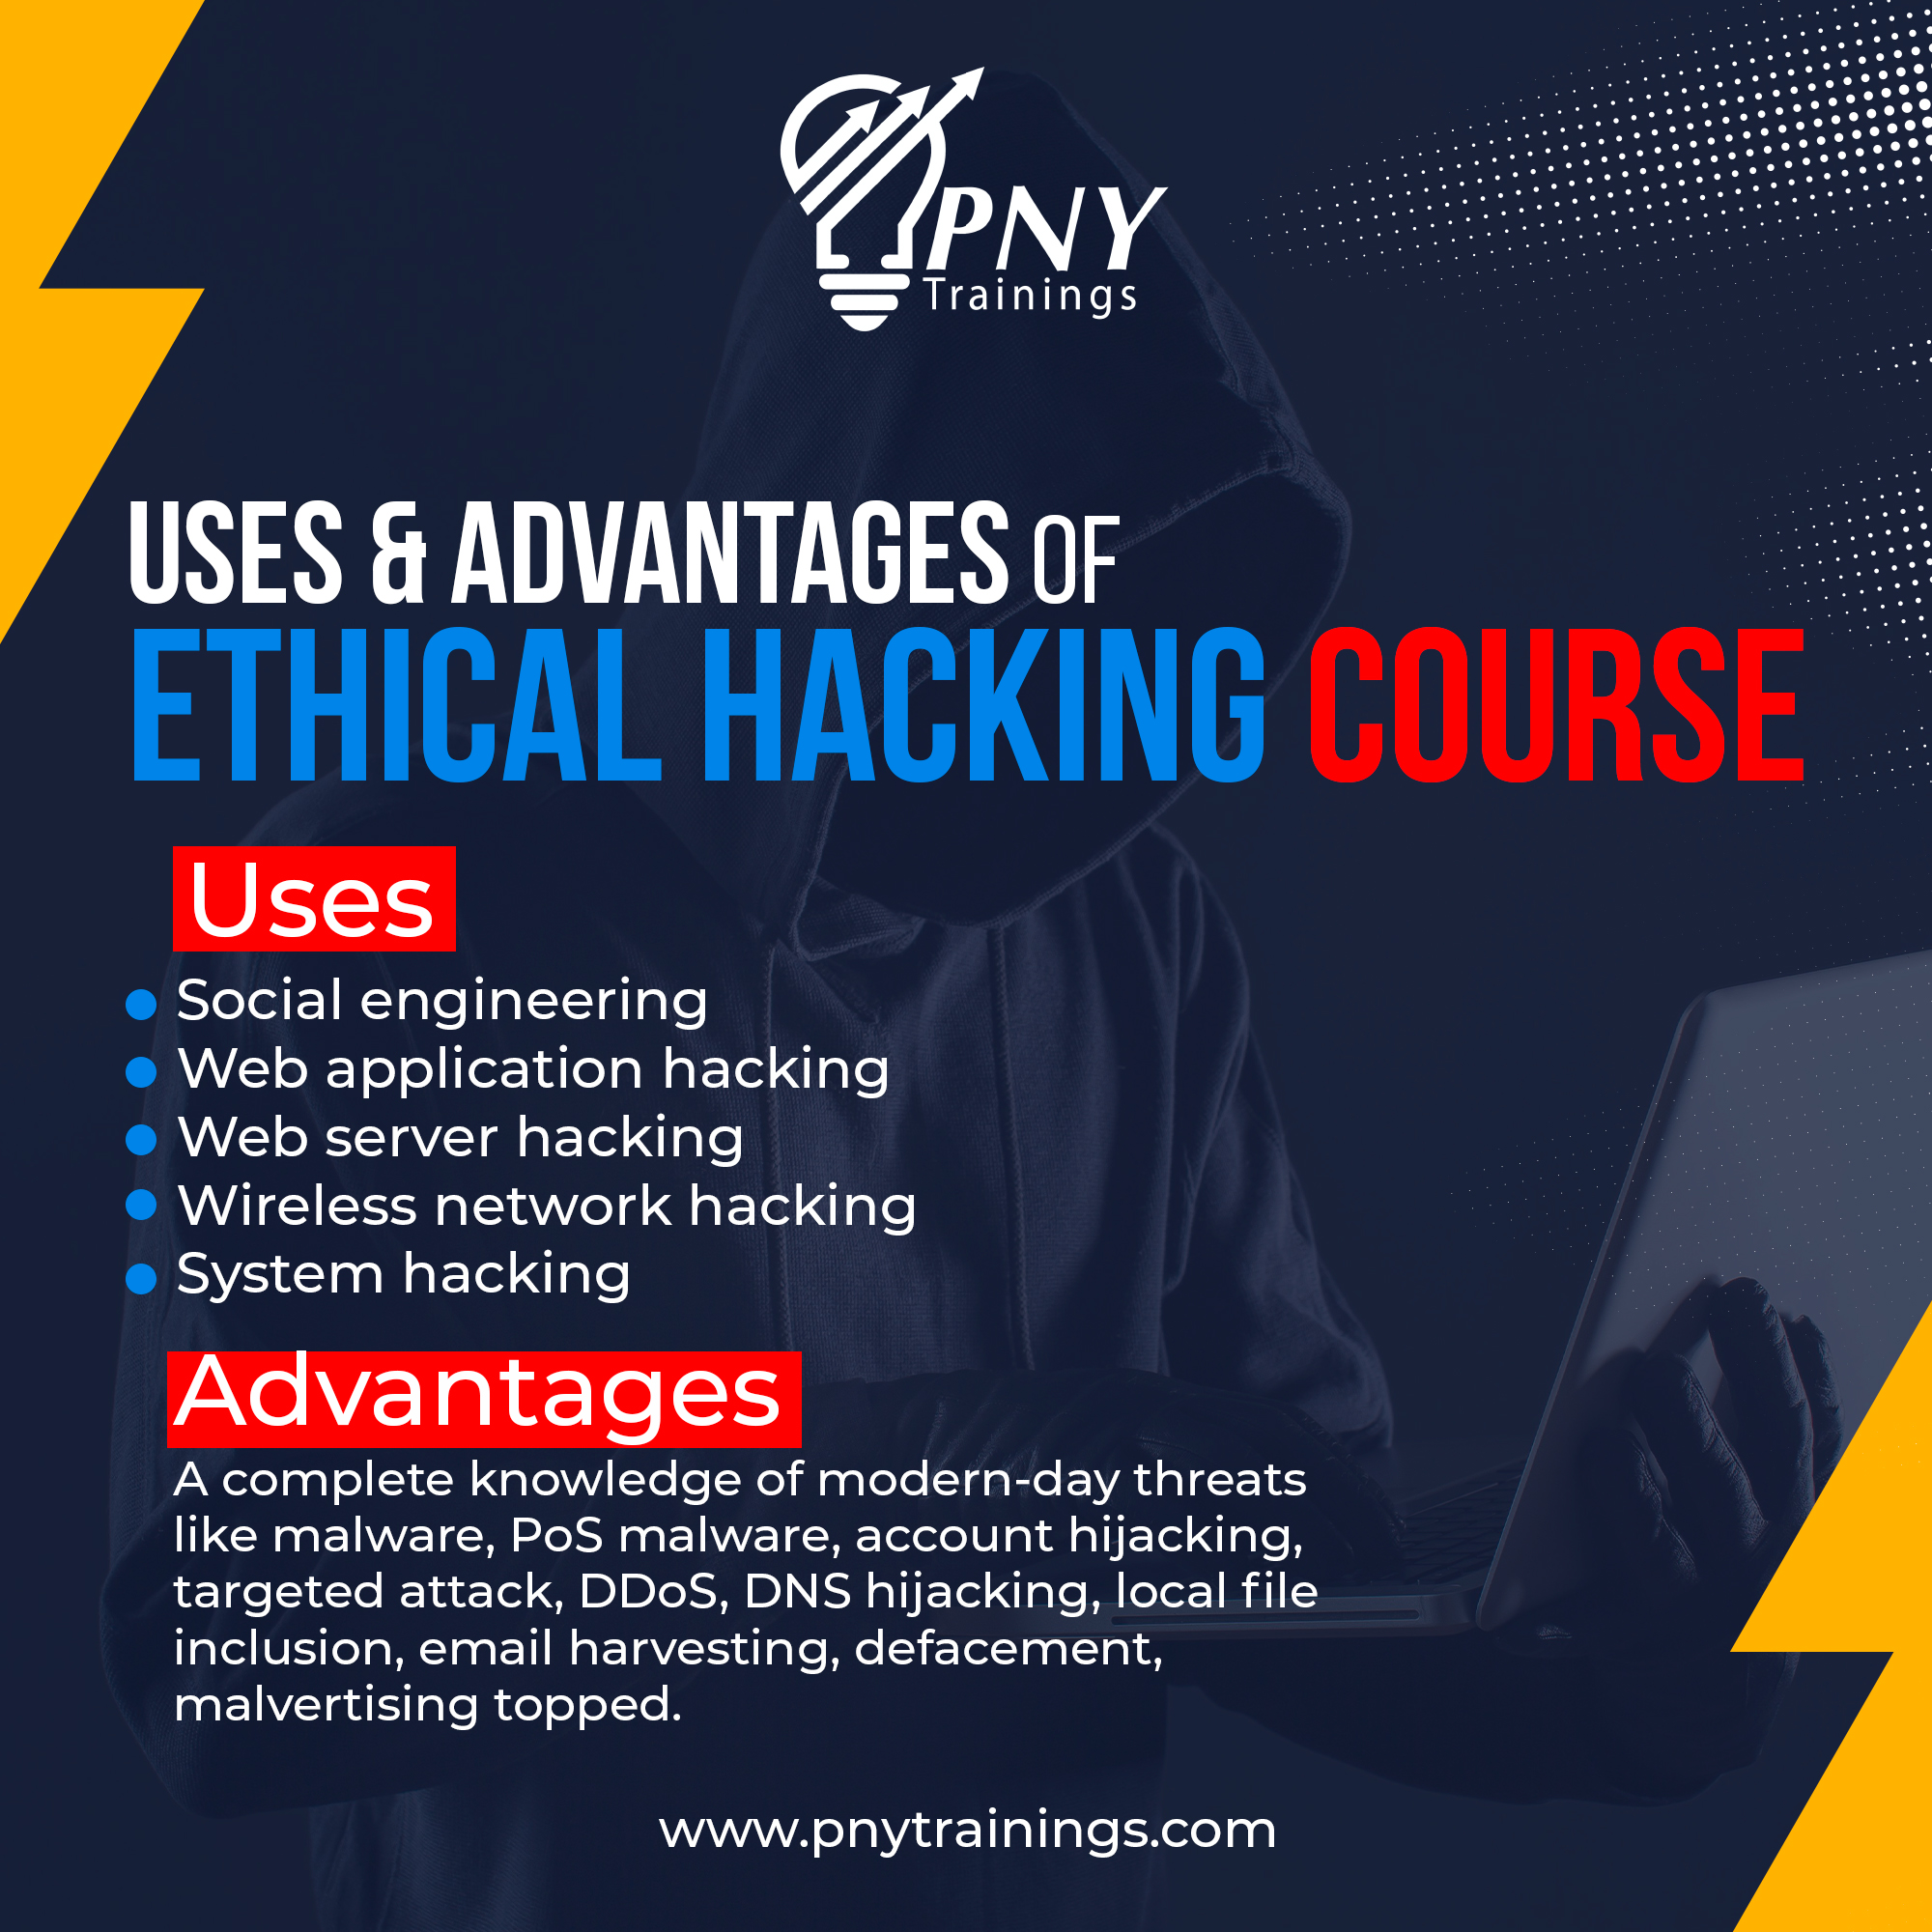 PNY
Trainings
USES & ADVANTAGES OF
ETHICAL HACKING COURSE
Uses
Social engineering
Web application hacking
Web server hacking
Wireless network hacking
System hacking
Advantages
A complete knowledge of modern-day threats
like malware, PoS malware, account hijacking,
targeted attack, DDoS, DNS hijacking, local file
inclusion, email harvesting, defacement,
malvertising topped.
www.pnytrainings.com